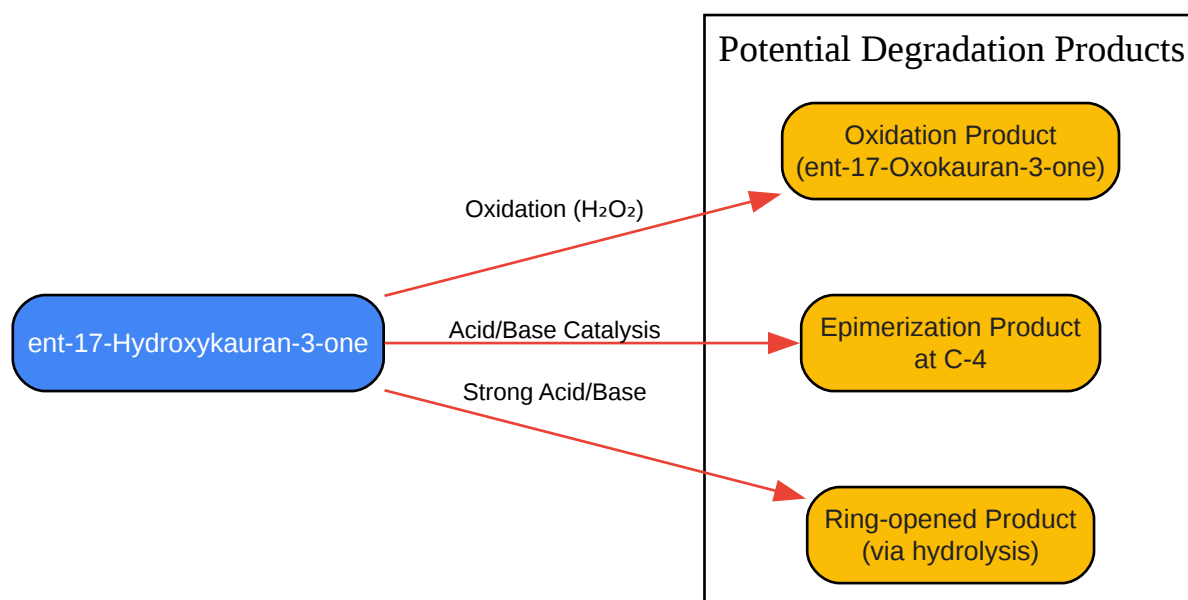 Potential Degradation Products
Oxidation Product
(ent-17-Oxokauran-3-one)
Oxidation (H₂O₂)
ent-17-Hydroxykauran-3-one
Acid/Base Catalysis
Epimerization Product
at C-4
Strong Acid/Base
Ring-opened Product
(via hydrolysis)